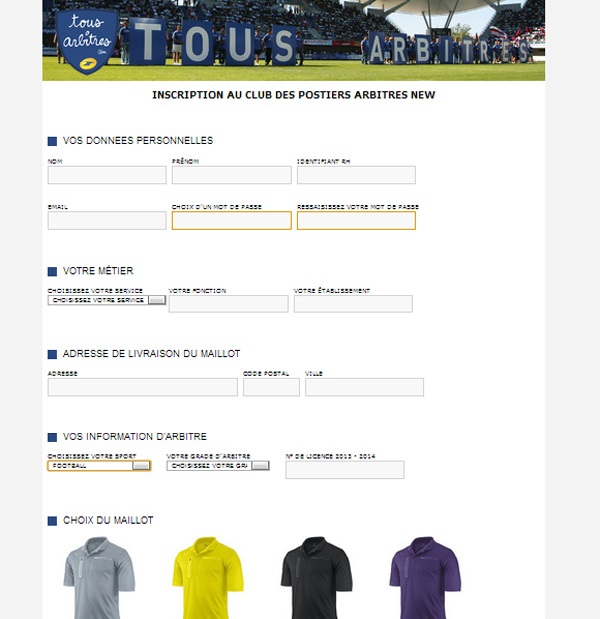 tous
arbitres
TOUS ARBITRES
INSCRIPTION AU CLUB DES POSTIERS ARBITRES NEW
VOS DONNEES PERSONNELLES
NOM PRÉNOM IDENTIFIANT RH
EMAIL CHOIX D'UN MOT DE PASSE RESSAISISSEZ VOTRE MOT DE PASSE
VOTRE MÉTIER
CHOISISSEZ VOTRE SERVICE VOTRE FONCTION VOTRE ÉTABLISSEMENT
CHOISISSEZ VOTRE SERVICE
ADRESSE DE LIVRAISON DU MAILLOT
ADRESSE CODE POSTAL VILLE
VOS INFORMATION D'ARBITRE
CHOISISSEZ VOTRE SPORT VOTRE GRADE D'ARBITRE N° DE LICENCE 2013 - 2014
FOOTBALL CHOISISSEZ VOTRE GRA
CHOIX DU MAILLOT